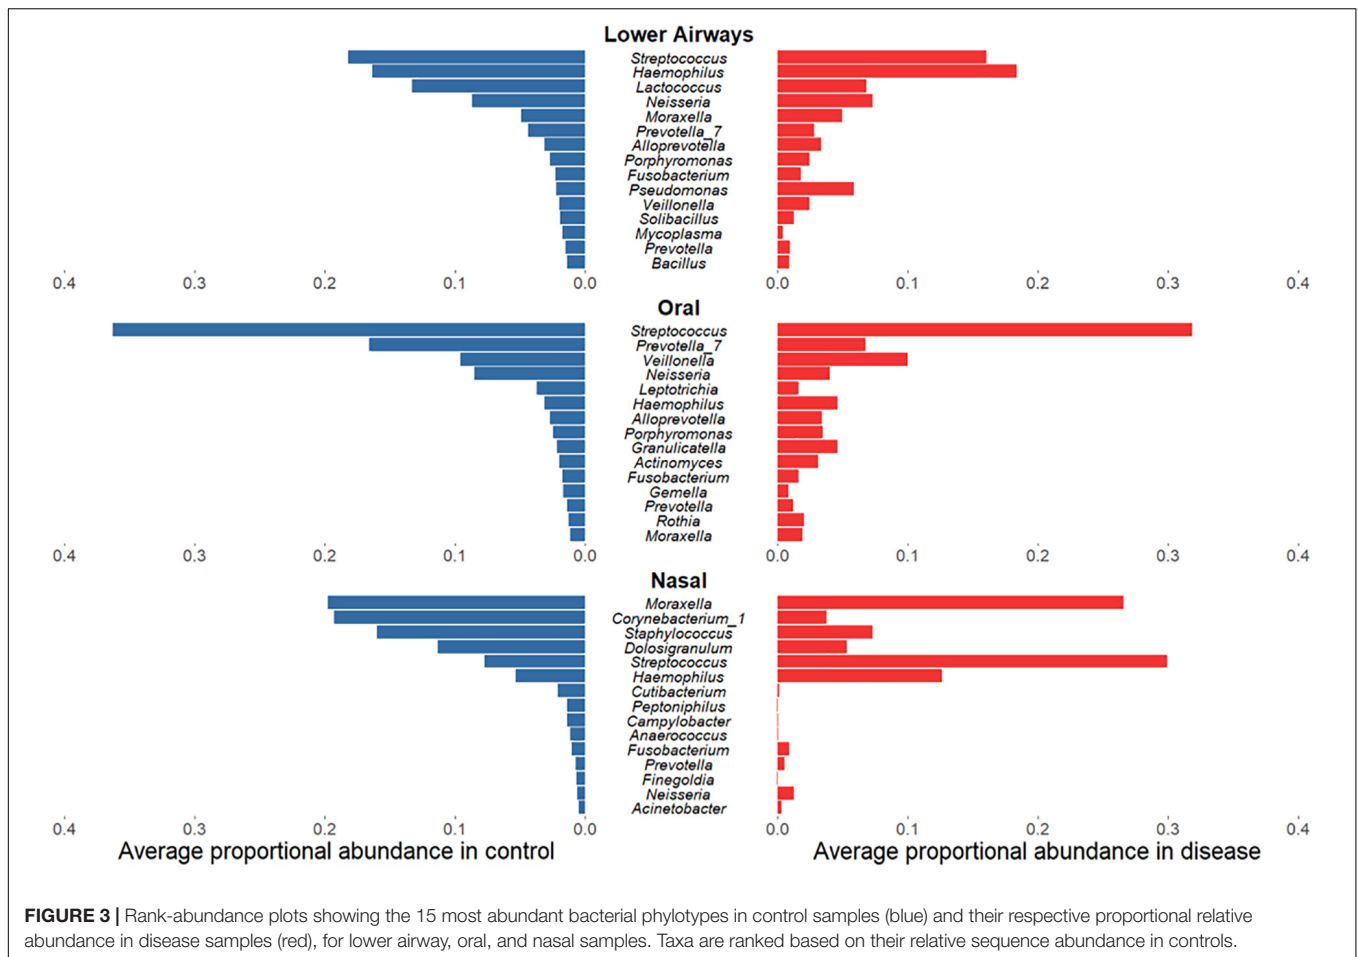 Lower Airways
Streptococcus
Haemophilus
Lactococcus
Neisseria
Moraxella
Prevotella_7
Alloprevotella
Porphyromonas
Fusobacterium
Pseudomonas
Veillonella
Solibacillus
Mycoplasma
Prevotella
Bacillus
0.4 0.3 0.2 0.1 0.0 0.0 0.1 0.2 0.3 0.4
Oral
Streptococcus
Prevotella_7
Veillonella
Neisseria
Leptotrichia
Haemophilus
Alloprevotella
Porphyromonas
Granulicatella
Actinomyces
Fusobacterium
Gemella
Prevotella
Rothia
Moraxella
0.4 0.3 0.2 0.1 0.0 0.0 0.1 0.2 0.3 0.4
Nasal
Moraxella
Corynebacterium_1
Staphylococcus
Dolosigranulum
Streptococcus
Haemophilus
Cutibacterium
Peptoniphilus
Campylobacter
Anaerococcus
Fusobacterium
Prevotella
Finegoldia
Neisseria
Acinetobacter
0.4 0.3 0.2 0.1 0.0 0.0 0.1 0.2 0.3 0.4
Average proportional abundance in control Average proportional abundance in disease
FIGURE 3 | Rank-abundance plots showing the 15 most abundant bacterial phylotypes in control samples (blue) and their respective proportional relative
abundance in disease samples (red), for lower airway, oral, and nasal samples. Taxa are ranked based on their relative sequence abundance in controls.